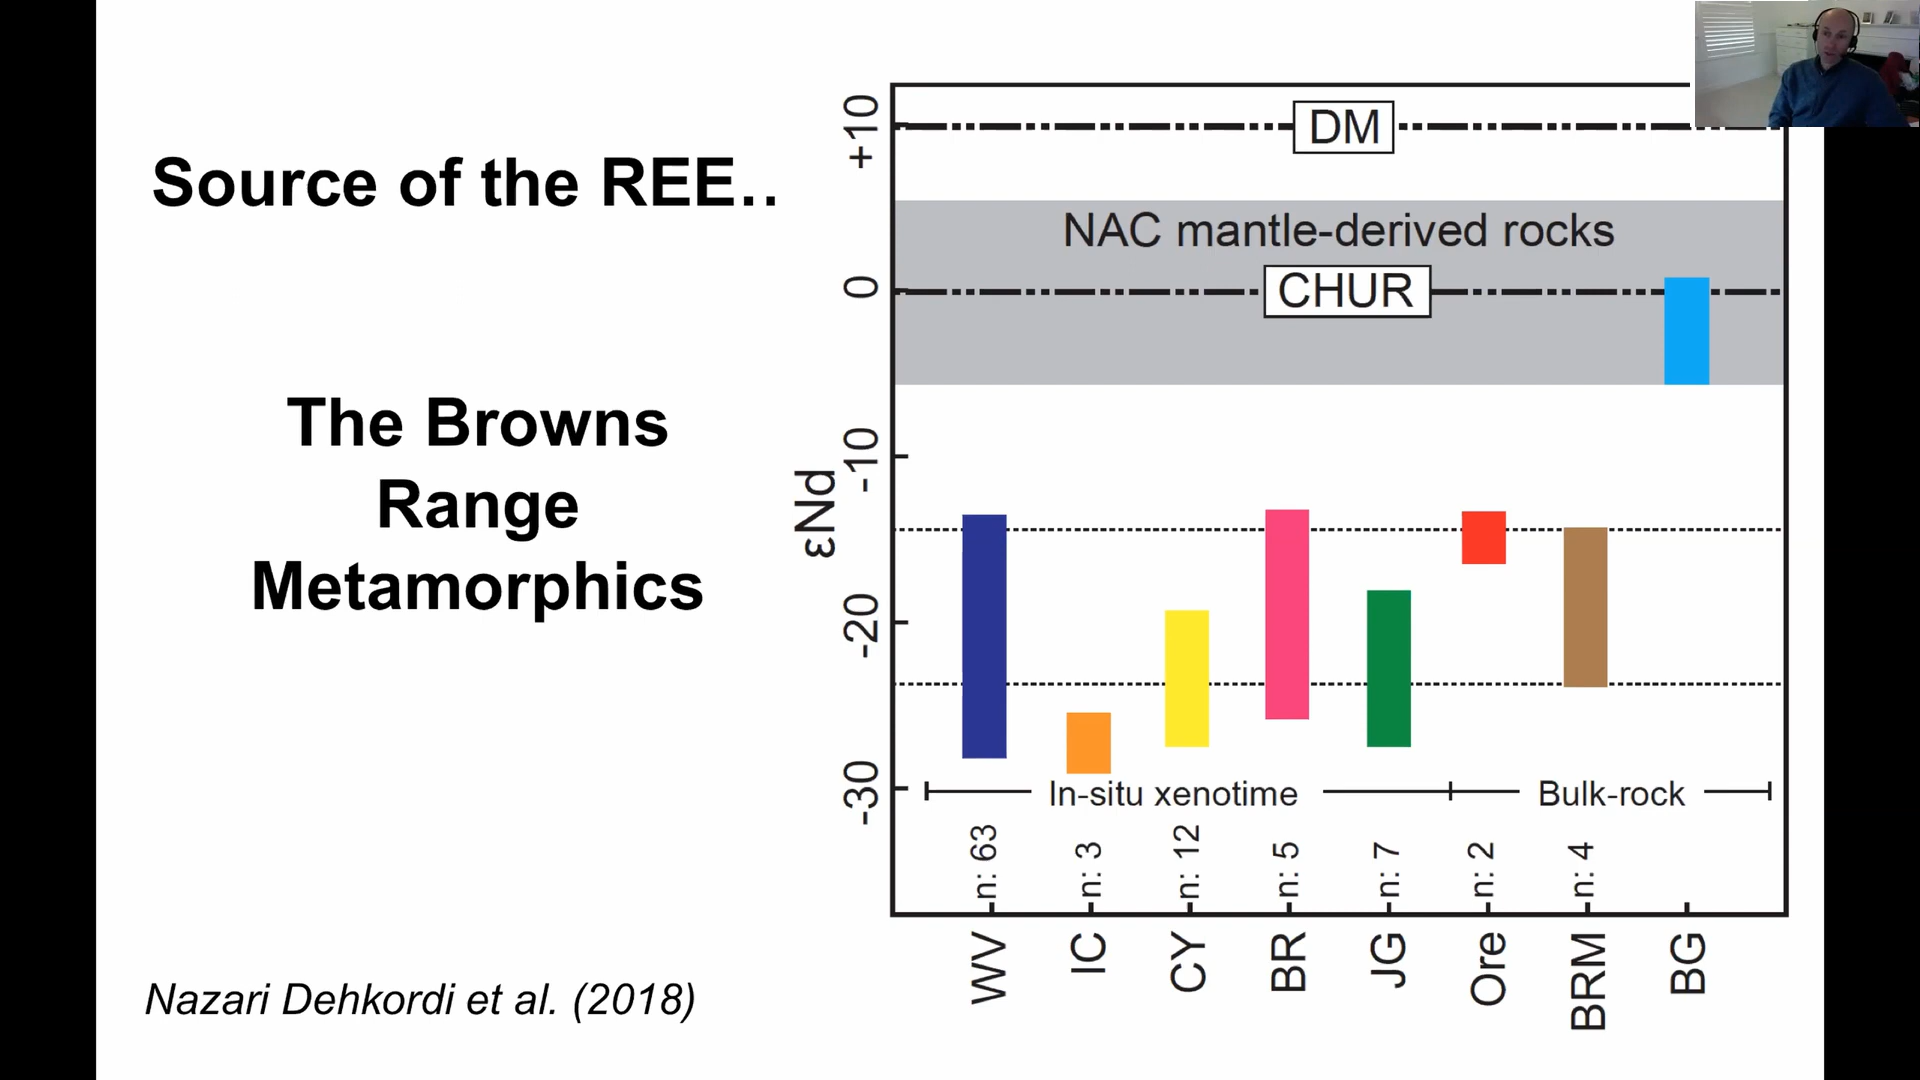 Source of the REE..
The Browns
Range
Metamorphics
Nazari Dehkordi et al. (2018)
εNd
+10
0
-10
-20
-30
DM
NAC mantle-derived rocks
CHUR
In-situ xenotime
Bulk-rock
n: 63
n: 3
n: 12
n: 5
n: 7
n: 2
n: 4
WV
IC
CY
BR
JG
Ore
BRM
BG